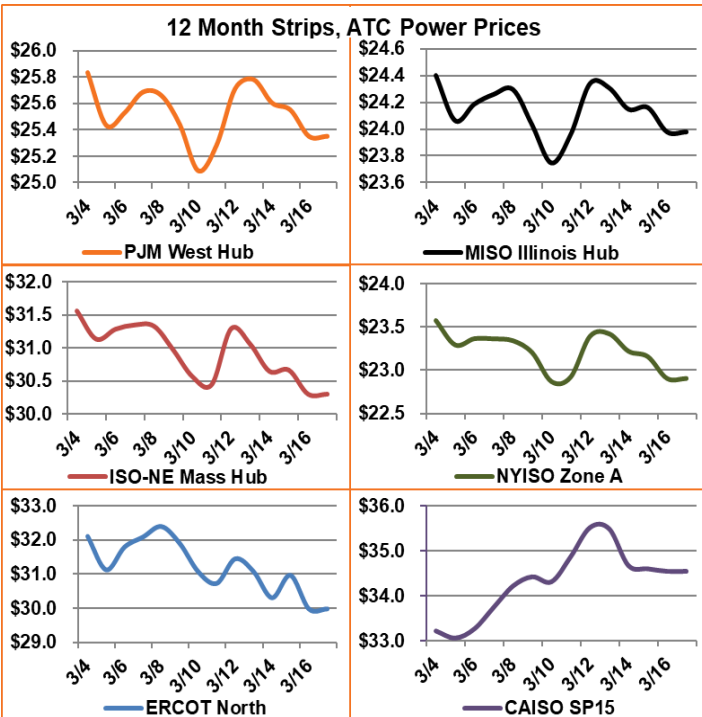 12 Month Strips, ATC Power Prices
$26.0
$25.8
$25.6
$25.4
$25.2
$25.0
3/4 3/6 3/8 3/10 3/12 3/14 3/16
PJM West Hub
$24.6
$24.4
$24.2
$24.0
$23.8
$23.6
3/4 3/6 3/8 3/10 3/12 3/14 3/16
MISO Illinois Hub
$32.0
$31.5
$31.0
$30.5
$30.0
3/4 3/6 3/8 3/10 3/12 3/14 3/16
ISO-NE Mass Hub
$24.0
$23.5
$23.0
$22.5
3/4 3/6 3/8 3/10 3/12 3/14 3/16
NYISO Zone A
$33.0
$32.0
$31.0
$30.0
$29.0
3/4 3/6 3/8 3/10 3/12 3/14 3/16
ERCOT North
$36.0
$35.0
$34.0
$33.0
3/4 3/6 3/8 3/10 3/12 3/14 3/16
CAISO SP15